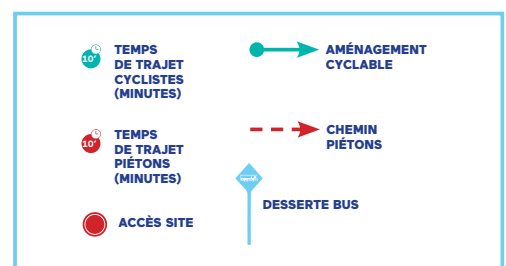 10'
TEMPS
DE TRAJET
CYCLISTES
(MINUTES)
AMÉNAGEMENT
CYCLABLE
10'
TEMPS
DE TRAJET
PIÉTONS
(MINUTES)
CHEMIN
PIÉTONS
ACCÈS SITE
DESSERTE BUS